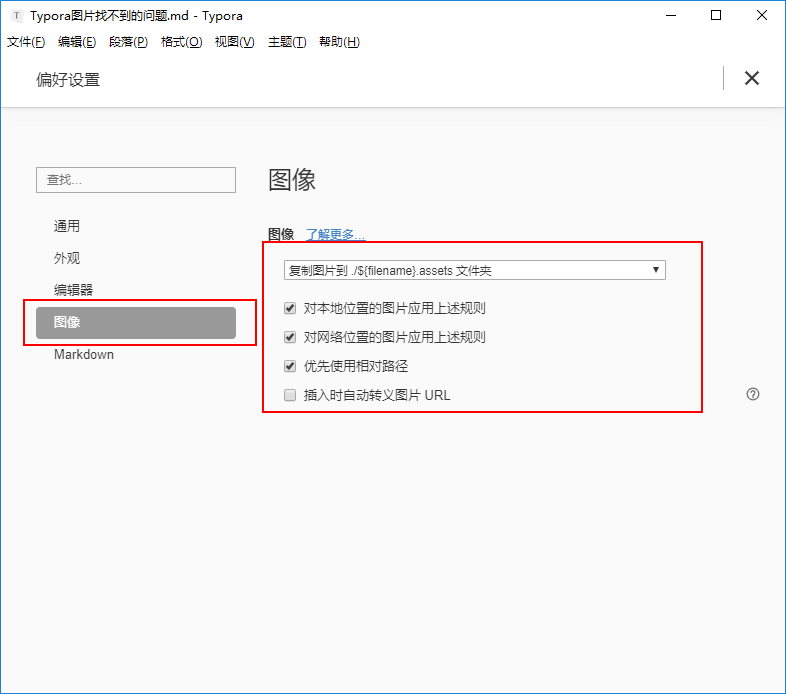 Typora图片找不到的问题.md - Typora
文件(F) 编辑(E) 段落(P) 格式(O) 视图(V) 主题(T) 帮助(H)
偏好设置
查找...
通用
外观
编辑器
图像
Markdown
图像
图像 了解更多...
复制图片到 ./${filename}.assets 文件夹
对本地位置的图片应用上述规则
对网络位置的图片应用上述规则
优先使用相对路径
插入时自动转义图片 URL